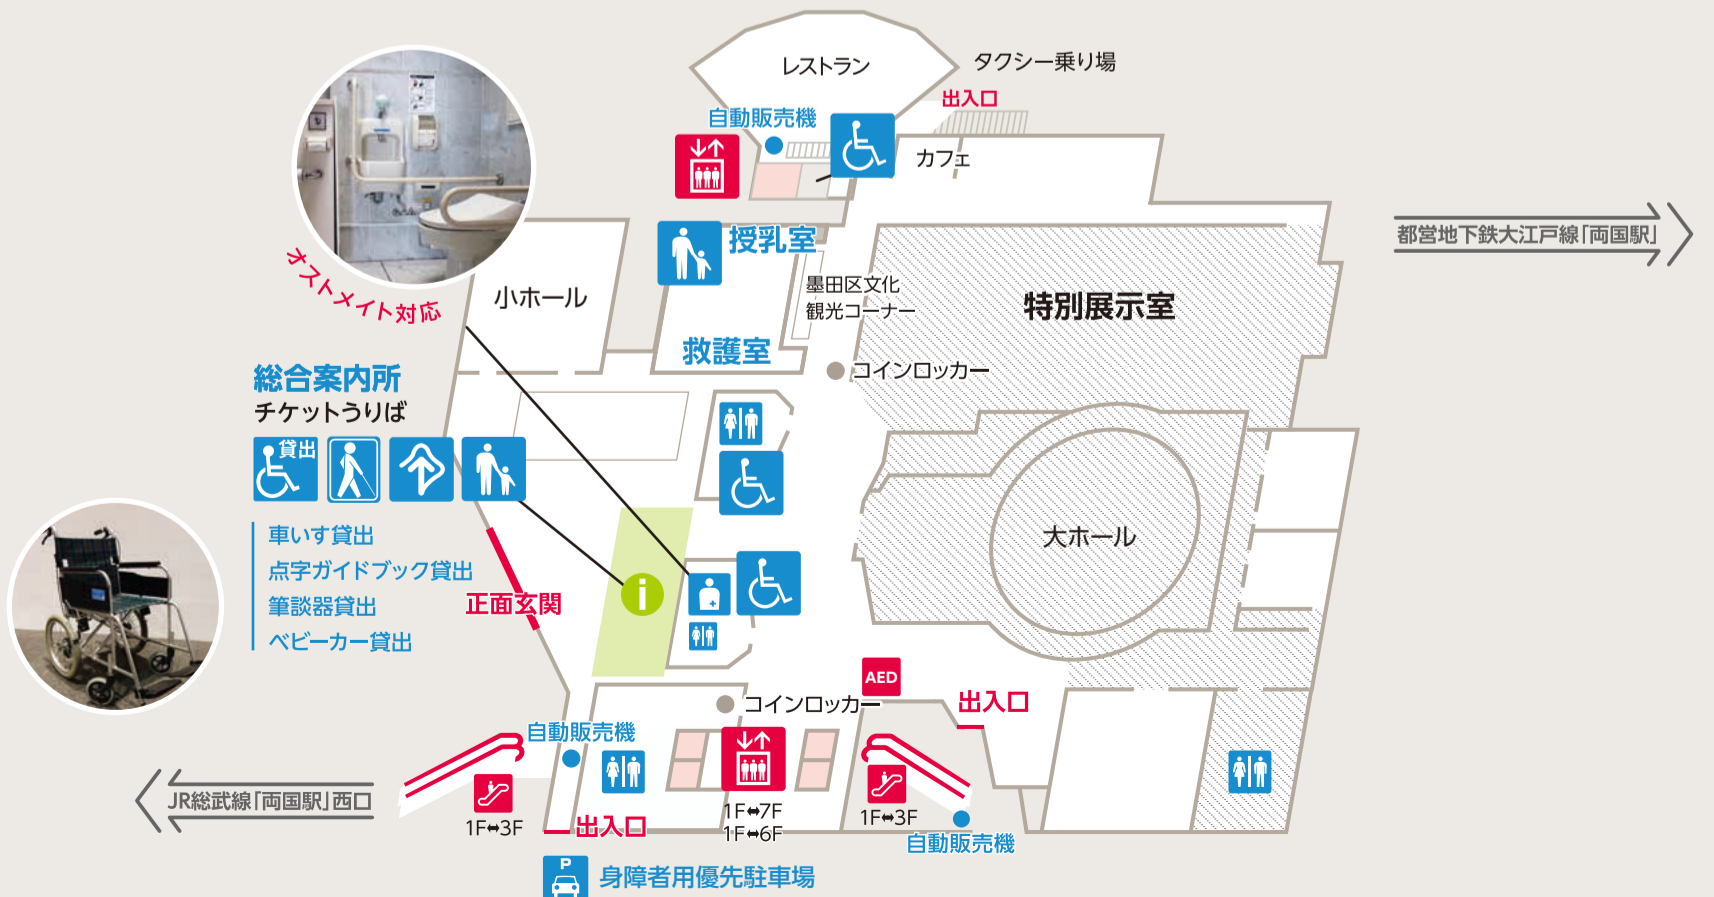 レストラン
タクシー乗り場
出入口
自動販売機
カフェ
授乳室
都営地下鉄大江戸線「両国駅」
オストメイト対応
小ホール
墨田区文化
観光コーナー
特別展示室
救護室
コインロッカー
総合案内所
チケットうりば
貸出
車いす貸出
点字ガイドブック貸出
筆談器貸出
ベビーカー貸出
正面玄関
i
大ホール
AED
出入口
コインロッカー
自動販売機
JR総武線「両国駅」西口
1F⬌3F
1F⬌7F
1F⬌6F
1F⬌3F
出入口
自動販売機
P
身障者用優先駐車場